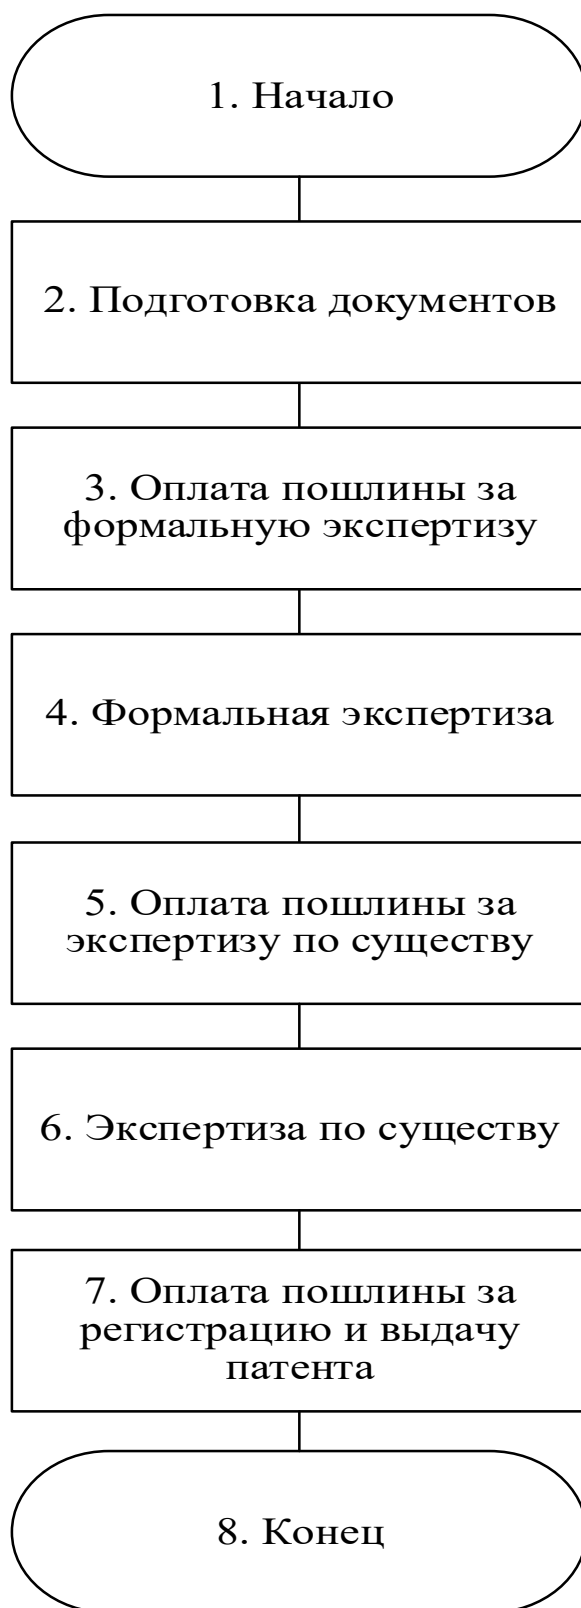 1. Начало
2. Подготовка документов
3. Оплата пошлины за
формальную экспертизу
4. Формальная экспертиза
5. Оплата пошлины за
экспертизу по существу
6. Экспертиза по существу
7. Оплата пошлины за
регистрацию и выдачу
патента
8. Конец